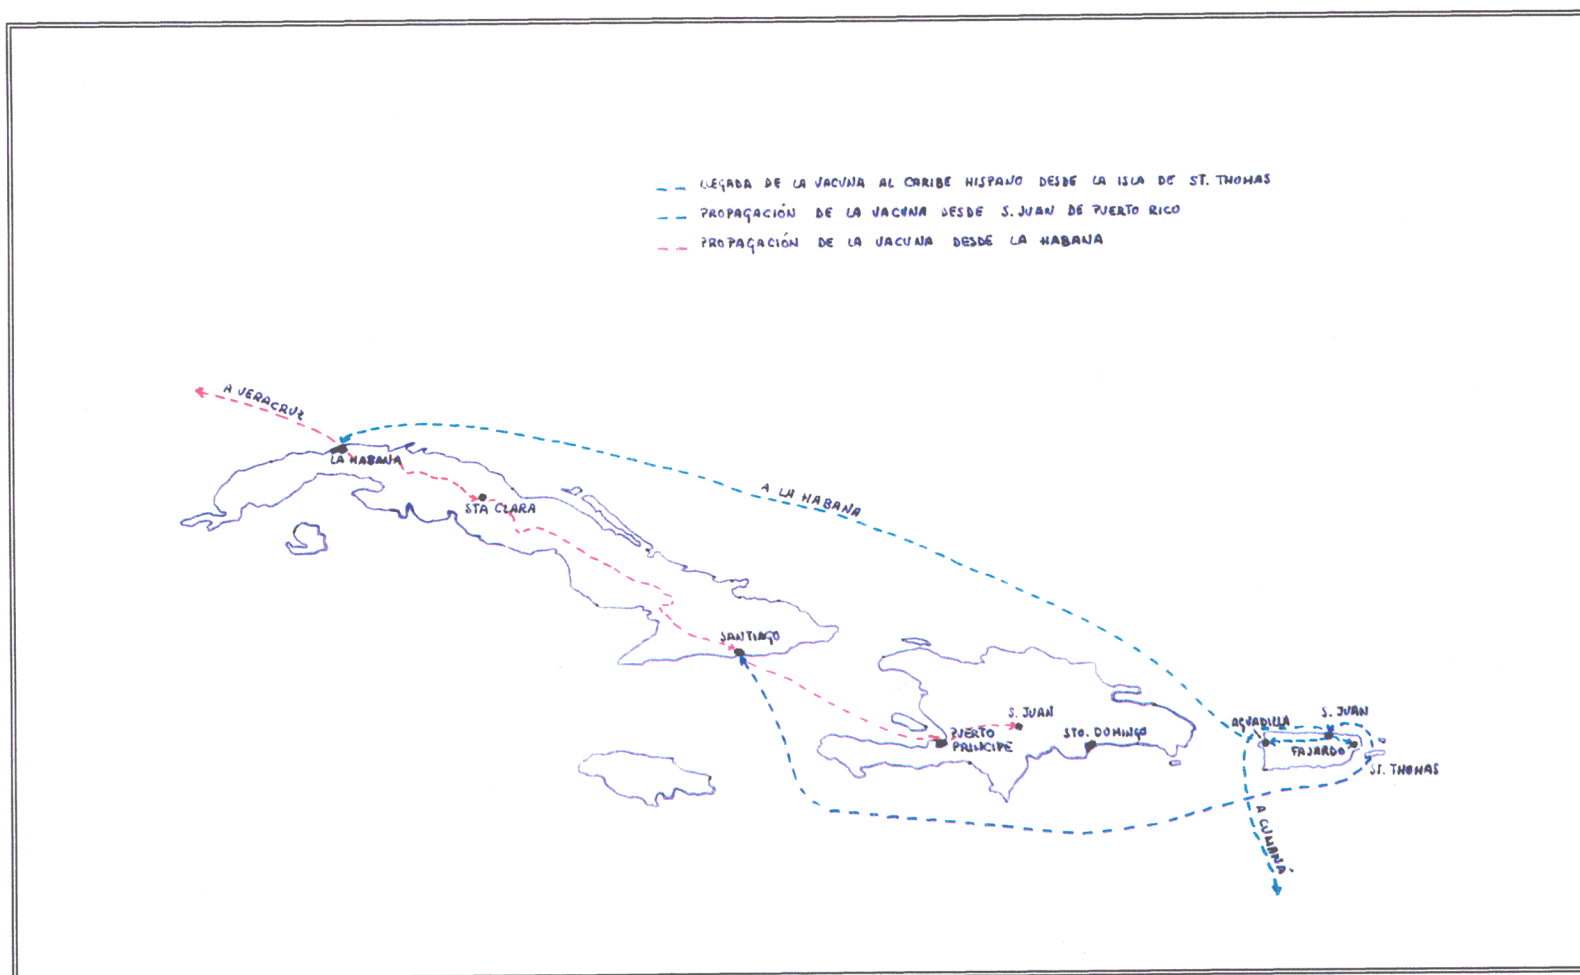 LLEGADA DE LA VACUNA AL CARIBE HISPANO DESDE LA ISLA DE ST. THOMAS
PROPAGACIÓN DE LA VACUNA DESDE S. JUAN DE PUERTO RICO
PROPAGACIÓN DE LA VACUNA DESDE LA HABANA
A VERACRUZ
LA HABANA
STA CLARA
A LA HABANA
SANTIAGO
S. JUAN
PUERTO
PRINCIPE
STO. DOMINGO
AGUADILLA
S. JUAN
FAJARDO
ST. THOMAS
A CUMANÁ